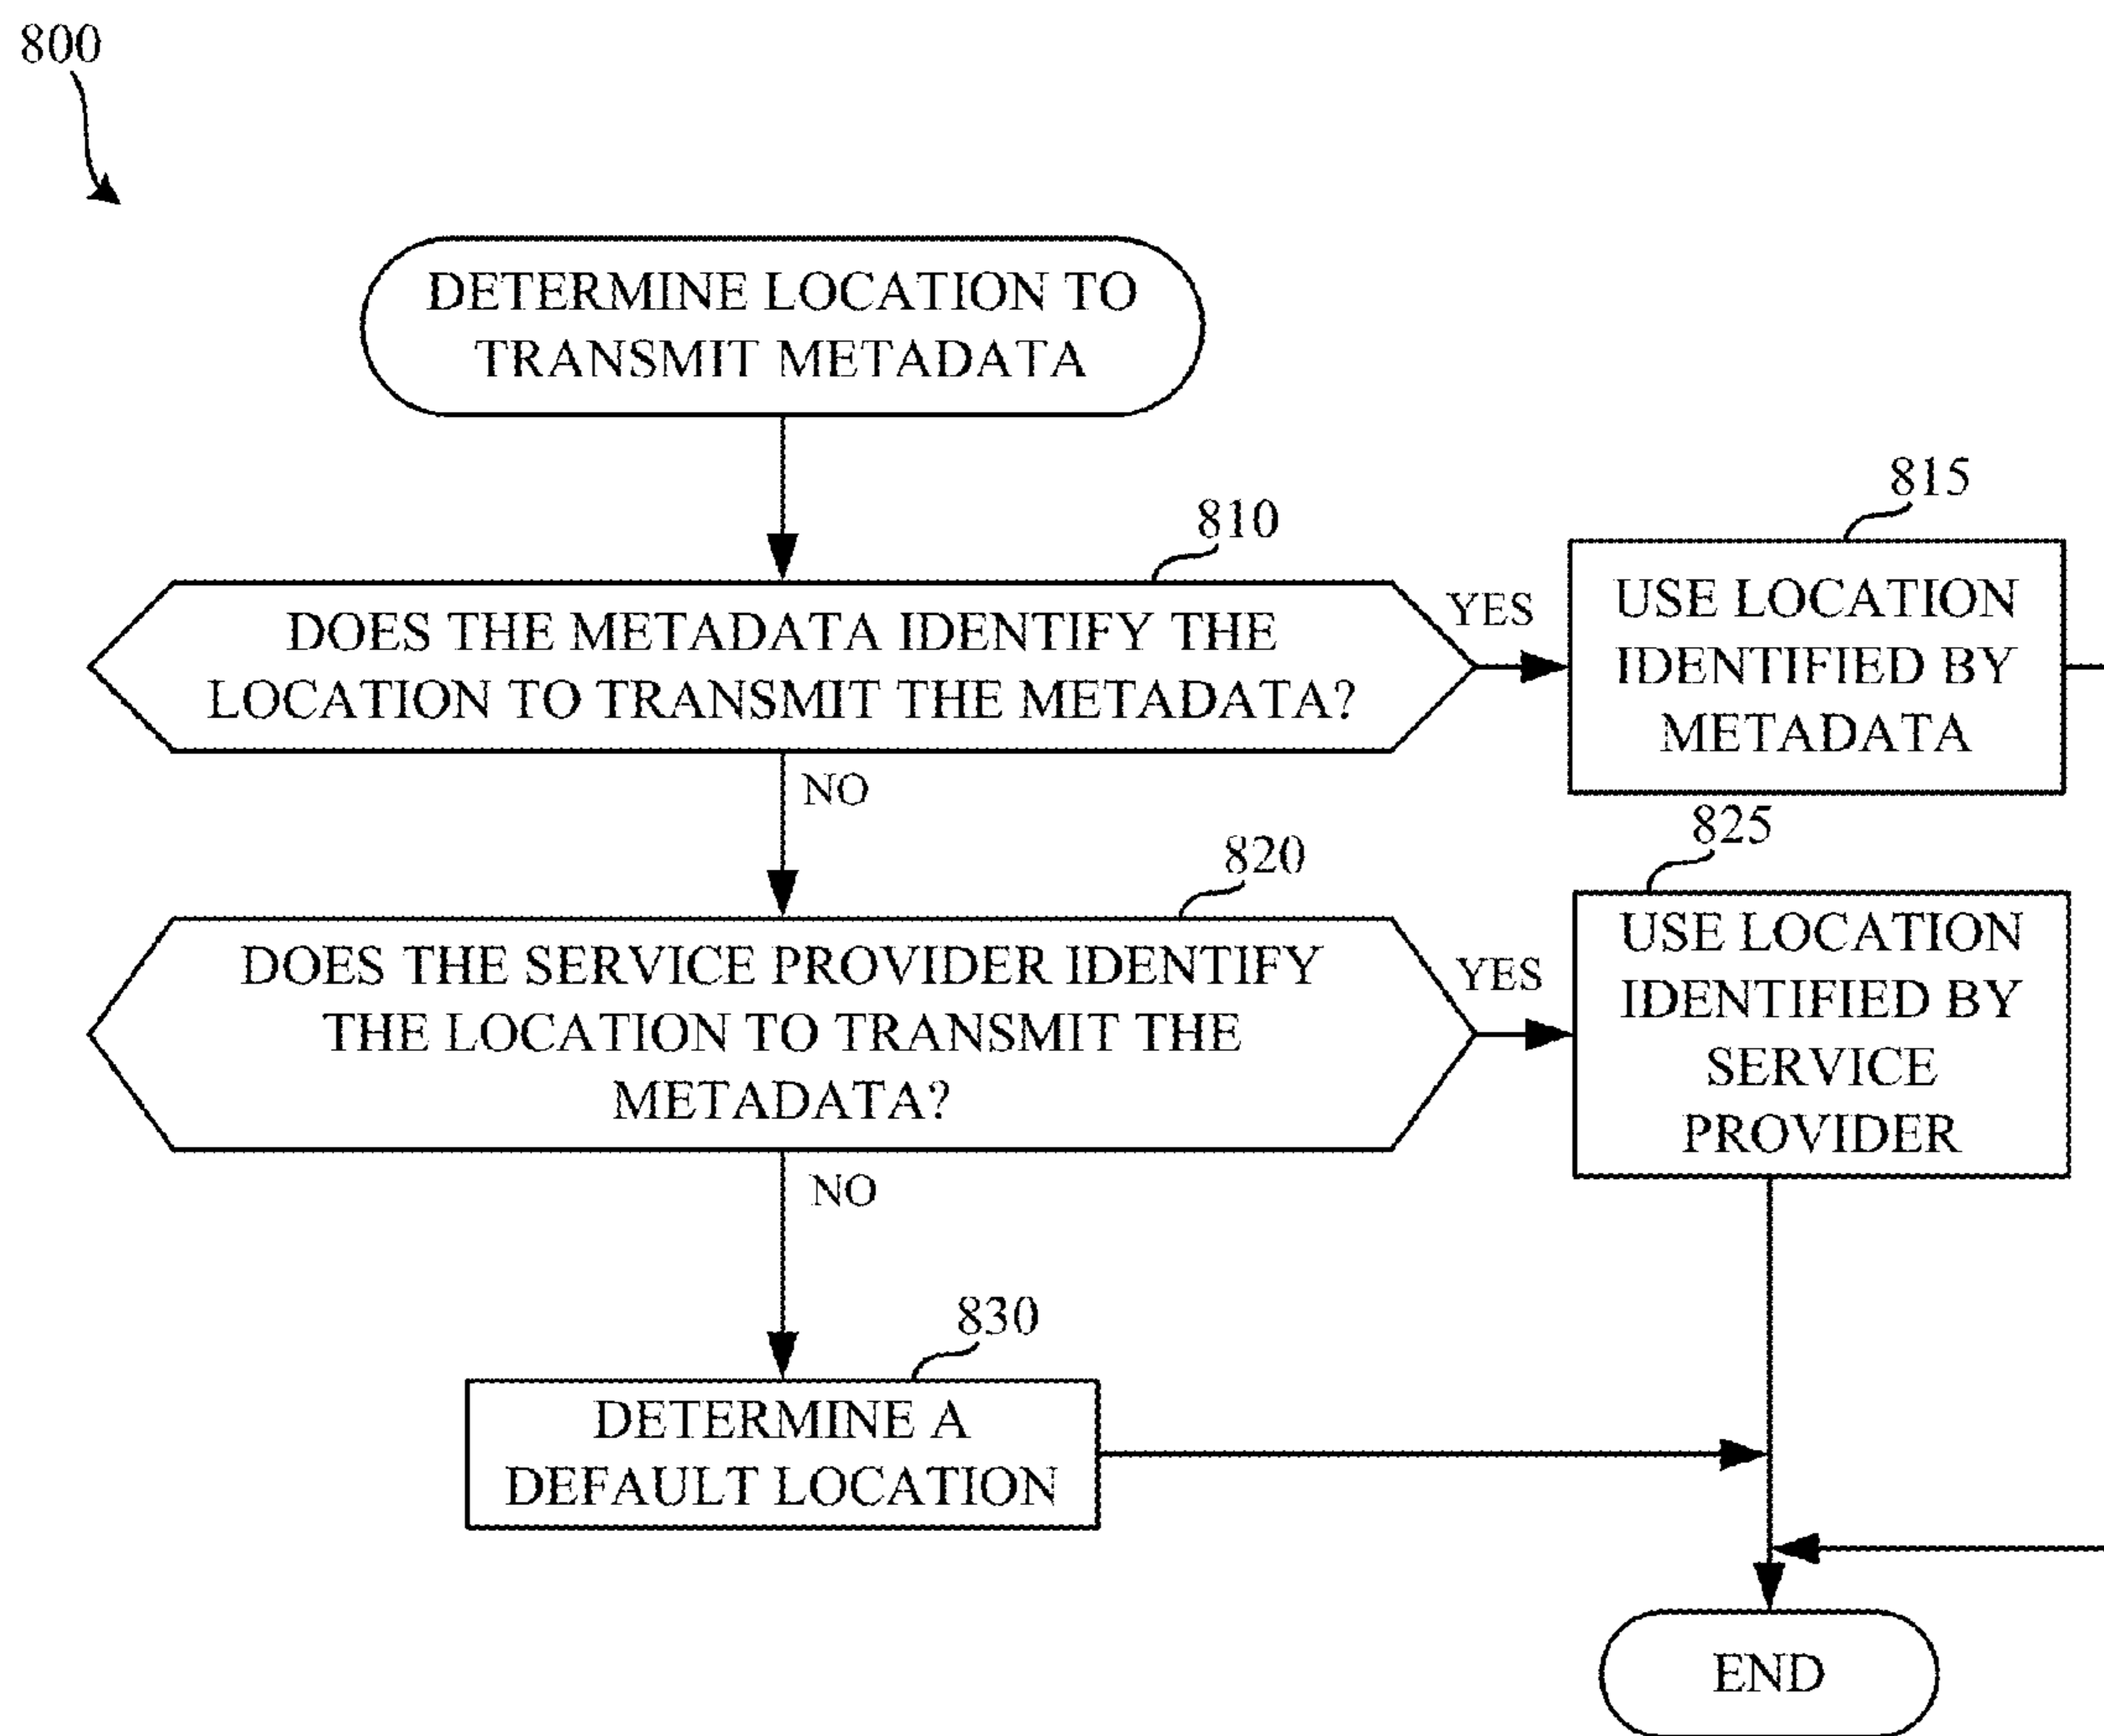 800
DETERMINE LOCATION TO
TRANSMIT METADATA
810
DOES THE METADATA IDENTIFY THE
LOCATION TO TRANSMIT THE METADATA?
YES
815
USE LOCATION
IDENTIFIED BY
METADATA
NO
820
DOES THE SERVICE PROVIDER IDENTIFY
THE LOCATION TO TRANSMIT THE
METADATA?
YES
825
USE LOCATION
IDENTIFIED BY
SERVICE
PROVIDER
NO
830
DETERMINE A
DEFAULT LOCATION
END